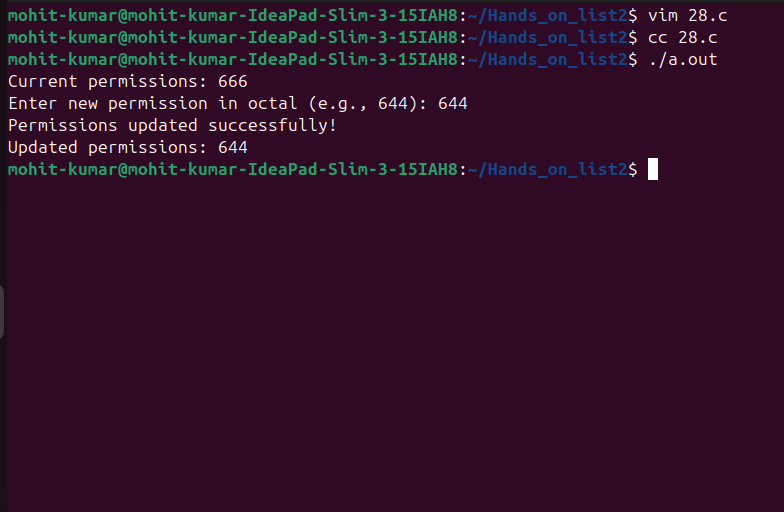 mohit-kumar@mohit-kumar-IdeaPad-Slim-3-15IAH8:~/Hands_on_list2$ vim 28.c
mohit-kumar@mohit-kumar-IdeaPad-Slim-3-15IAH8:~/Hands_on_list2$ cc 28.c
mohit-kumar@mohit-kumar-IdeaPad-Slim-3-15IAH8:~/Hands_on_list2$ ./a.out
Current permissions: 666
Enter new permission in octal (e.g., 644): 644
Permissions updated successfully!
Updated permissions: 644
mohit-kumar@mohit-kumar-IdeaPad-Slim-3-15IAH8:~/Hands_on_list2$